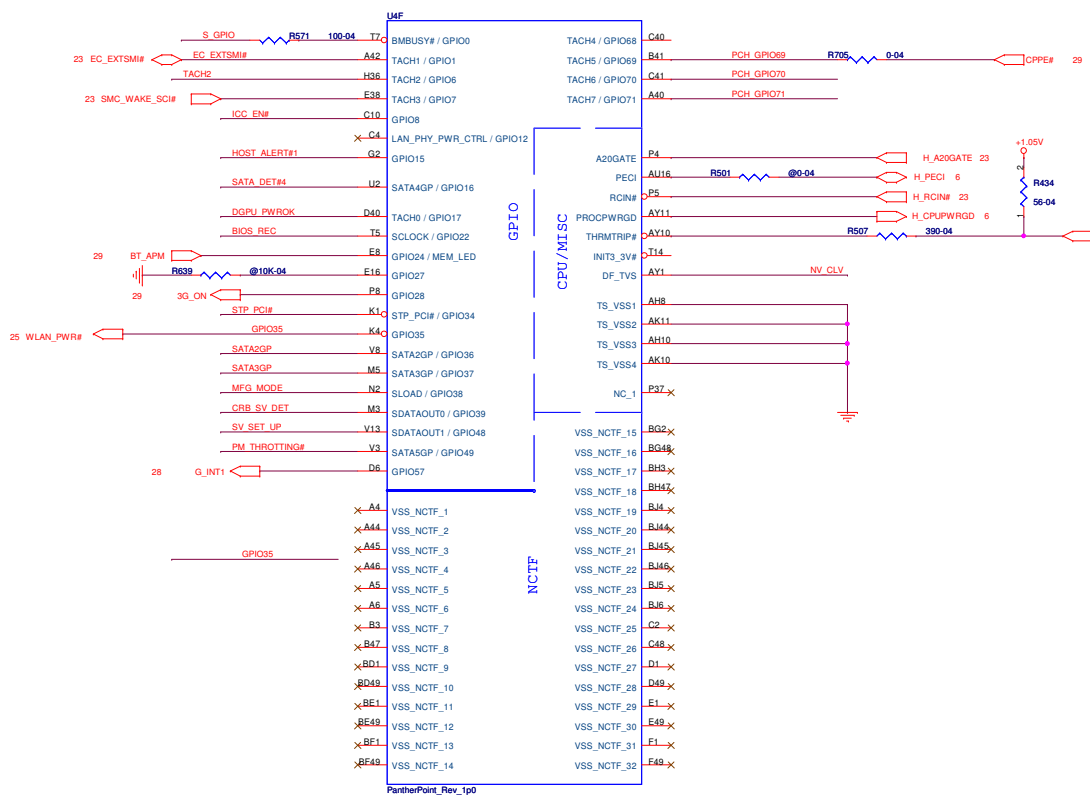 U4F
S_GPIO R571 100-04 T7 BMBUSY# / GPIO0 TACH4 / GPIO68 C40
23 EC_EXTSMI# EC_EXTSMI# A42 TACH1 / GPIO1 TACH5 / GPIO69 B41 PCH_GPIO69 R705 0-04 CPPE# 29
TACH2 H36 TACH2 / GPIO6 TACH6 / GPIO70 C41 PCH_GPIO70
23 SMC_WAKE_SCI# E38 TACH3 / GPIO7 TACH7 / GPIO71 A40 PCH_GPIO71
ICC_EN# C10 GPIO8
C4 LAN_PHY_PWR_CTRL / GPIO12
+1.05V
HOST_ALERT#1 G2 GPIO15 A20GATE P4 H_A20GATE 23
2
PECI AU16 R501 @0-04 H_PECI 6
SATA_DET#4 U2 SATA4GP / GPIO16 R434
RCIN# P5 H_RCIN# 23 56-04
DGPU_PWROK D40 TACH0 / GPIO17 PROCPWRGD AY11 H_CPUPWRGD 6 1
GPIO CPU/MISC
BIOS_REC T5 SCLOCK / GPIO22 THRMTRIP# AY10 R507 390-04
29 BT_APM E8 GPIO24 / MEM_LED INIT3_3V# T14
R639 @10K-04 E16 GPIO27 DF_TVS AY1 NV_CLV
29 3G_ON P8 GPIO28 TS_VSS1 AH8
STP_PCI# K1 STP_PCI# / GPIO34 TS_VSS2 AK11
25 WLAN_PWR# GPIO35 K4 GPIO35 TS_VSS3 AH10
SATA2GP V8 SATA2GP / GPIO36 TS_VSS4 AK10
SATA3GP M5 SATA3GP / GPIO37
MFG_MODE N2 SLOAD / GPIO38 NC_1 P37
CRB_SV_DET M3 SDATAOUT0 / GPIO39
SV_SET_UP V13 SDATAOUT1 / GPIO48 VSS_NCTF_15 BG2
PM_THROTTING# V3 SATA5GP / GPIO49 VSS_NCTF_16 BG48
28 G_INT1 D6 GPIO57 VSS_NCTF_17 BH3
VSS_NCTF_18 BH47
A4 VSS_NCTF_1 VSS_NCTF_19 BJ4
A44 VSS_NCTF_2 VSS_NCTF_20 BJ44
A45 VSS_NCTF_3 VSS_NCTF_21 BJ45
GPIO35
A46 VSS_NCTF_4 VSS_NCTF_22 BJ46
NCTF
A5 VSS_NCTF_5 VSS_NCTF_23 BJ5
A6 VSS_NCTF_6 VSS_NCTF_24 BJ6
B3 VSS_NCTF_7 VSS_NCTF_25 C2
B47 VSS_NCTF_8 VSS_NCTF_26 C48
BD1 VSS_NCTF_9 VSS_NCTF_27 D1
BD49 VSS_NCTF_10 VSS_NCTF_28 D49
BE1 VSS_NCTF_11 VSS_NCTF_29 E1
BE49 VSS_NCTF_12 VSS_NCTF_30 E49
BF1 VSS_NCTF_13 VSS_NCTF_31 F1
BF49 VSS_NCTF_14 VSS_NCTF_32 F49
PantherPoint_Rev_1p0